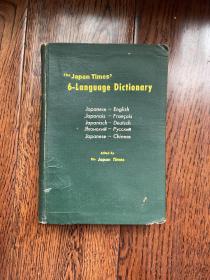 The Japan Times'
6-Language Dictionary
Japanese – English
Japanais – Français
Japanisch – Deutsch
Японский – Русский
Japanese – Chinese
edited by
the Japan Times